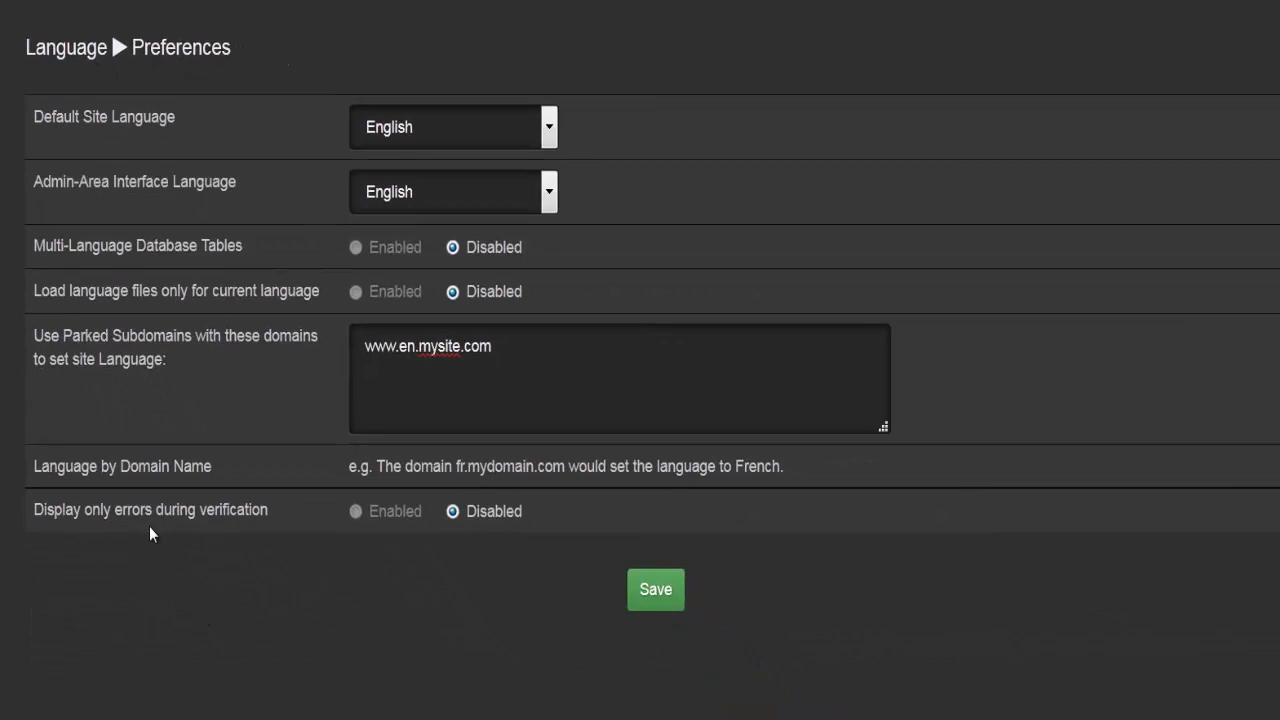 Language ▶ Preferences
Default Site Language
English
Admin-Area Interface Language
English
Multi-Language Database Tables
Enabled Disabled
Load language files only for current language
Enabled Disabled
Use Parked Subdomains with these domains
to set site Language:
www.en.mysite.com
Language by Domain Name
e.g. The domain fr.mydomain.com would set the language to French.
Display only errors during verification
Enabled Disabled
Save